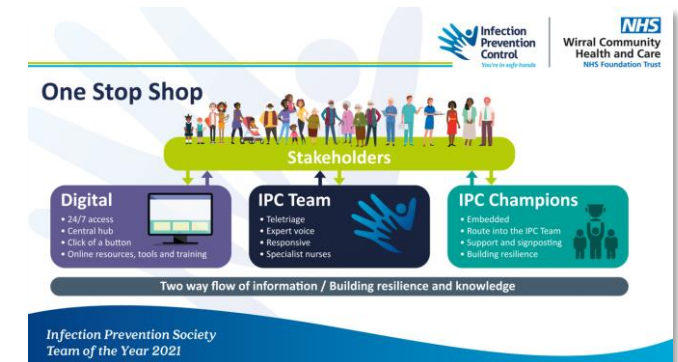 Infection
Prevention
Control
You're in safe hands
NHS
Wirral Community
Health and Care
NHS Foundation Trust
One Stop Shop
Stakeholders
Digital
• 24/7 access
• Central hub
• Click of a button
• Online resources, tools and training
IPC Team
• Teletriage
• Expert voice
• Responsive
• Specialist nurses
IPC Champions
• Embedded
• Route into the IPC Team
• Support and signposting
• Building resilience
Two way flow of information / Building resilience and knowledge
Infection Prevention Society
Team of the Year 2021